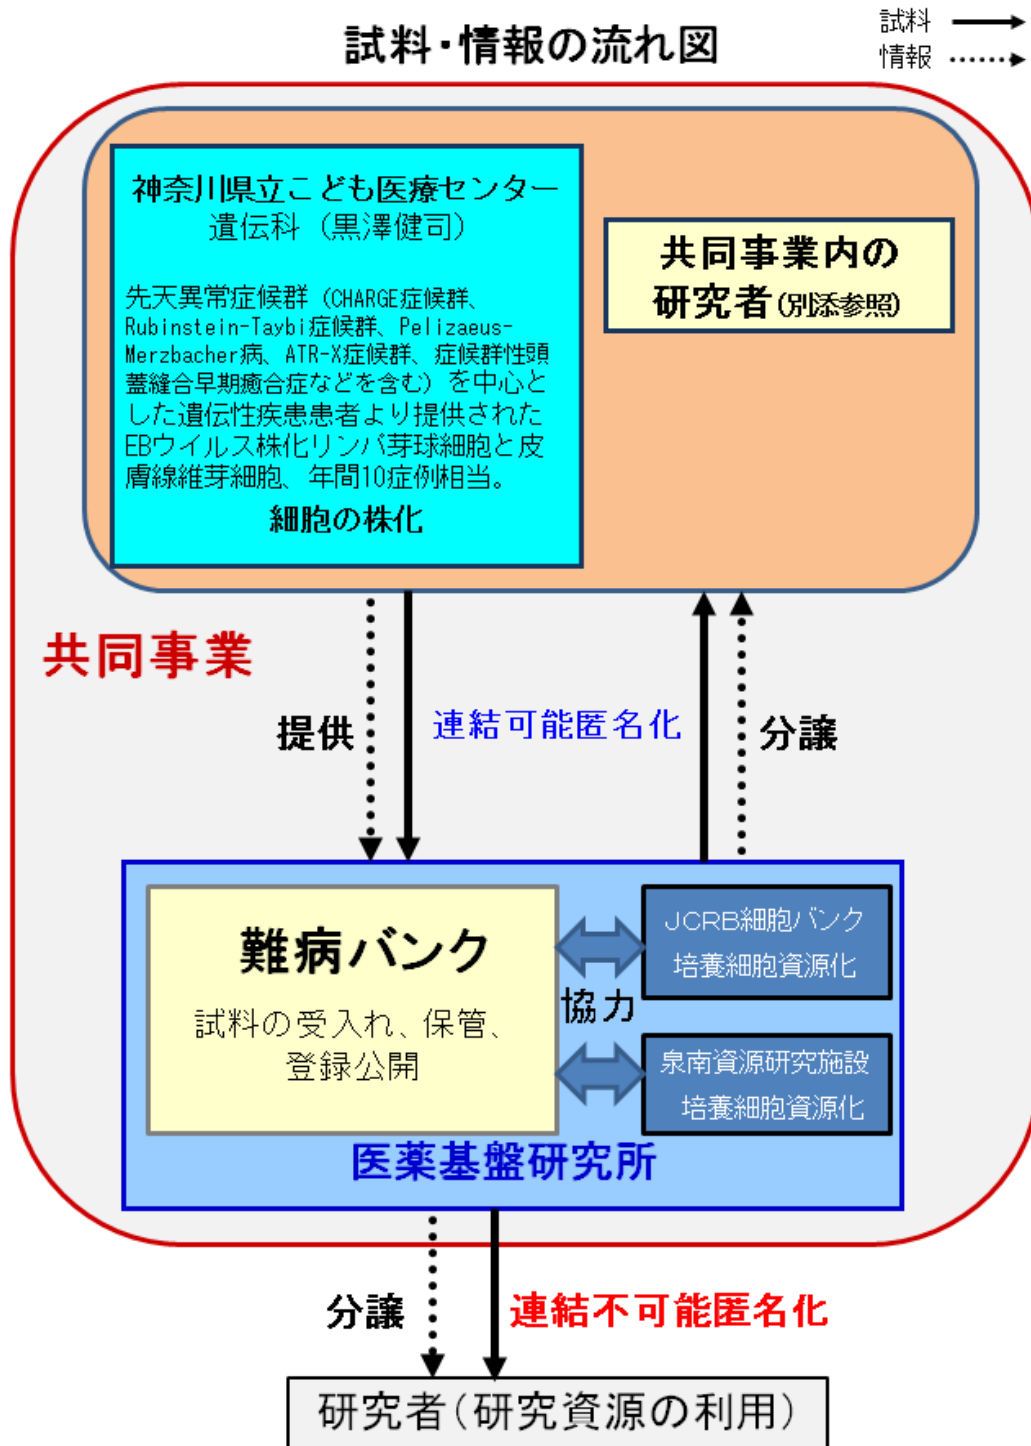 試料・情報の流れ図
試料
情報
神奈川県立こども医療センター
遺伝科（黒澤健司）
先天異常症候群（CHARGE症候群、
Rubinstein-Taybi症候群、Pelizaeus-
Merzbacher病、ATR-X症候群、症候群性頭
蓋縫合早期癒合症などを含む）を中心と
した遺伝性疾患患者より提供された
EBウイルス株化リンパ芽球細胞と皮
膚線維芽細胞、年間10症例相当。
細胞の株化
共同事業内の
研究者(別添参照)
共同事業
提供
連結可能匿名化
分譲
難病バンク
試料の受入れ、保管、
登録公開
協力
JCRB細胞バンク
培養細胞資源化
泉南資源研究施設
培養細胞資源化
医薬基盤研究所
分譲
連結不可能匿名化
研究者（研究資源の利用）